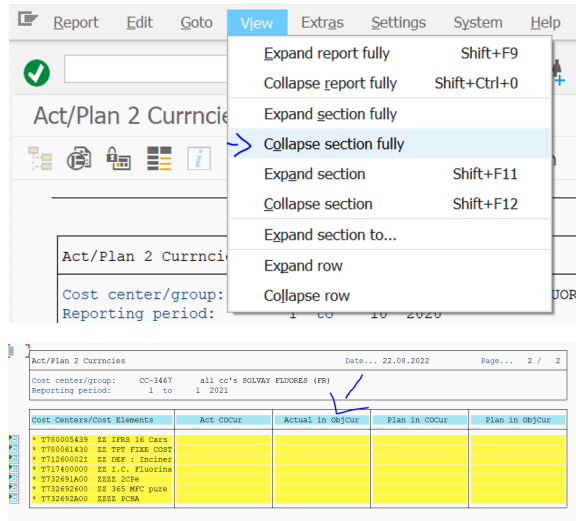 Report Edit Goto View Extras Settings System Help
Expand report fully Shift+F9
Collapse report fully Shift+Ctrl+0
Act/Plan 2 Currncie
Expand section fully
Collapse section fully
Expand section Shift+F11
Collapse section Shift+F12
Expand section to...
Act/Plan 2 Currnci
Expand row
Cost center/group: UOR
Collapse row
Reporting period: 1 to 10 2020
Act/Plan 2 Currncies Date... 22.08.2022 Page... 2 / 2
Cost center/group: CC-3467 all cc's SOLVAY FLUORES (FR)
Reporting period: 1 to 1 2021
Cost Centers/Cost Elements Act COCur Actual in ObjCur Plan in COCur Plan in ObjCur
* T780005439 ZZ IFRS 16 Cars
* T780061430 ZZ TPT FIXE COST
* T71260002I ZZ DEF : Inciner
* T717400000 ZZ I.C. Fluorina
* T732691A00 ZZZZ 2CPe
* T732692600 ZZ 365 MFC pure
* T732692A00 ZZZZ PCBA